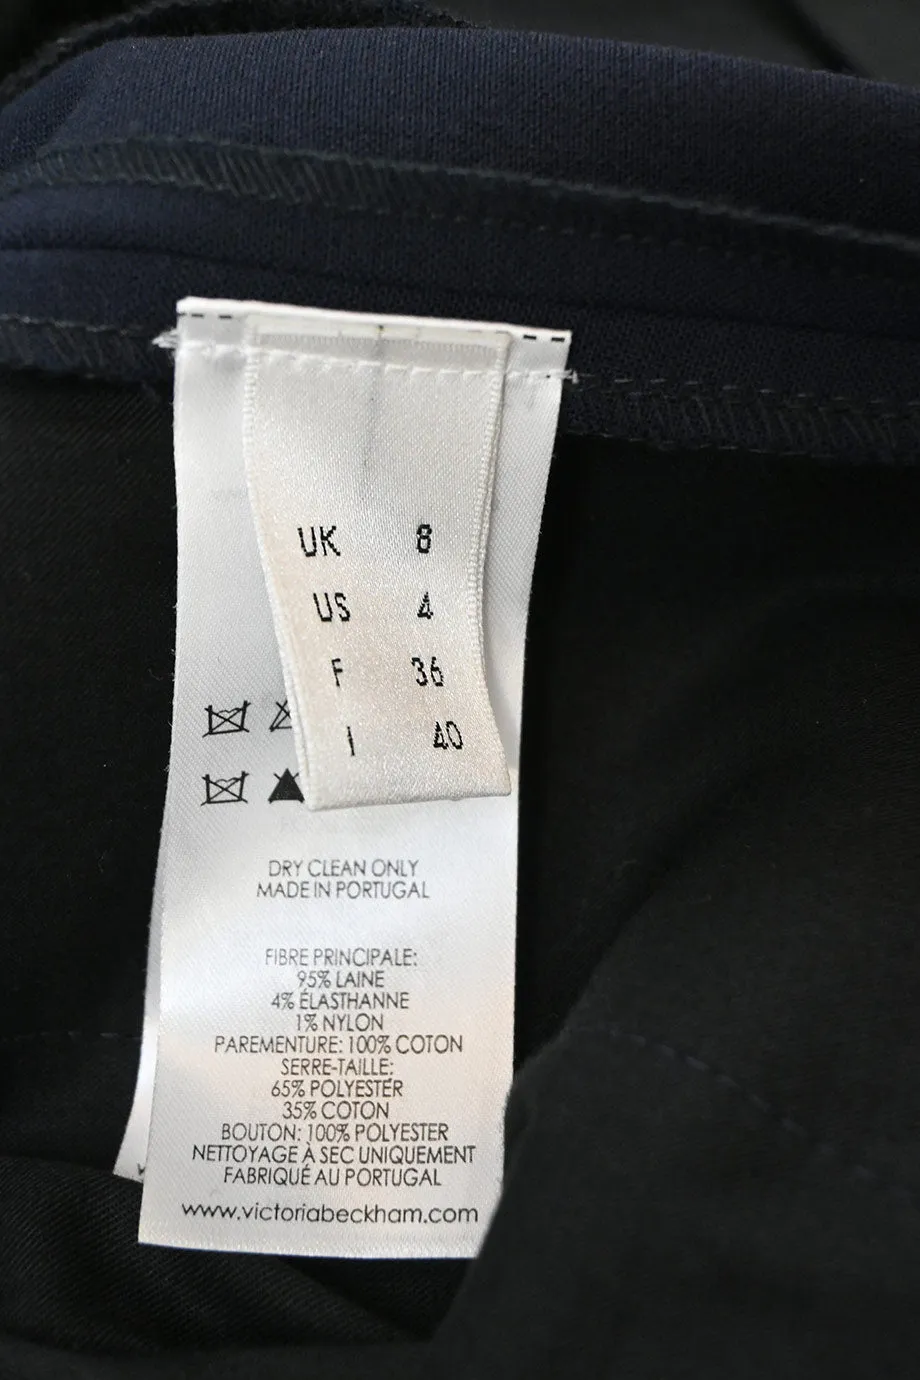 UK 8
US 4
F 36
I 40
DRY CLEAN ONLY
MADE IN PORTUGAL
FIBRE PRINCIPALE:
95% LAINE
4% ÉLASTHANNE
1% NYLON
PAREMENTURE: 100% COTON
SERRE-TAILLE:
65% POLYESTER
35% COTON
BOUTON: 100% POLYESTER
NETTOYAGE À SEC UNIQUEMENT
FABRIQUÉ AU PORTUGAL
www.victoriabeckham.com